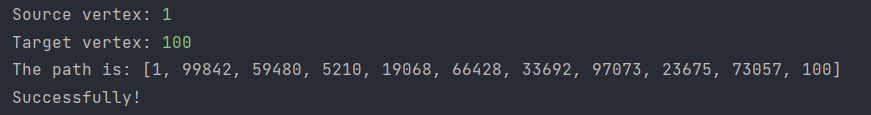 Source vertex: 1
Target vertex: 100
The path is: [1, 99842, 59480, 5210, 19068, 66428, 33692, 97073, 23675, 73057, 100]
Successfully!